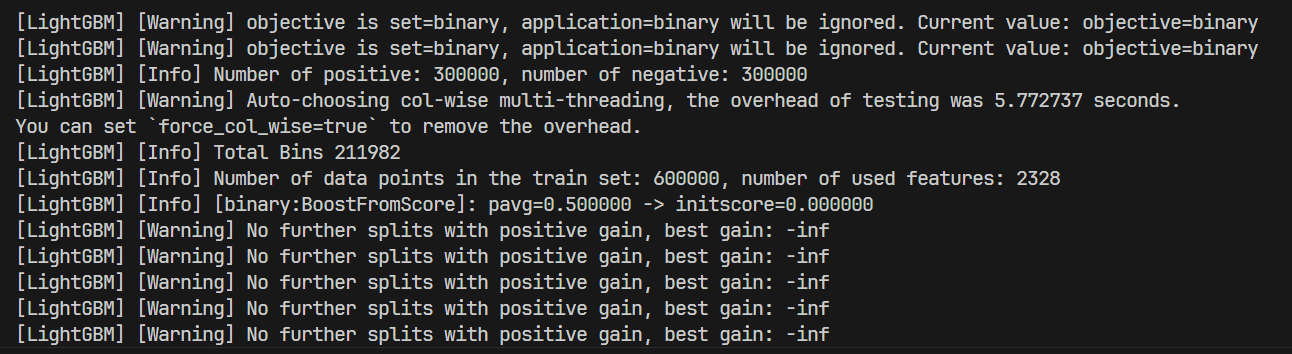 [LightGBM] [Warning] objective is set=binary, application=binary will be ignored. Current value: objective=binary
[LightGBM] [Warning] objective is set=binary, application=binary will be ignored. Current value: objective=binary
[LightGBM] [Info] Number of positive: 300000, number of negative: 300000
[LightGBM] [Warning] Auto-choosing col-wise multi-threading, the overhead of testing was 5.772737 seconds.
You can set `force_col_wise=true` to remove the overhead.
[LightGBM] [Info] Total Bins 211982
[LightGBM] [Info] Number of data points in the train set: 600000, number of used features: 2328
[LightGBM] [Info] [binary:BoostFromScore]: pavg=0.500000 -> initscore=0.000000
[LightGBM] [Warning] No further splits with positive gain, best gain: -inf
[LightGBM] [Warning] No further splits with positive gain, best gain: -inf
[LightGBM] [Warning] No further splits with positive gain, best gain: -inf
[LightGBM] [Warning] No further splits with positive gain, best gain: -inf
[LightGBM] [Warning] No further splits with positive gain, best gain: -inf